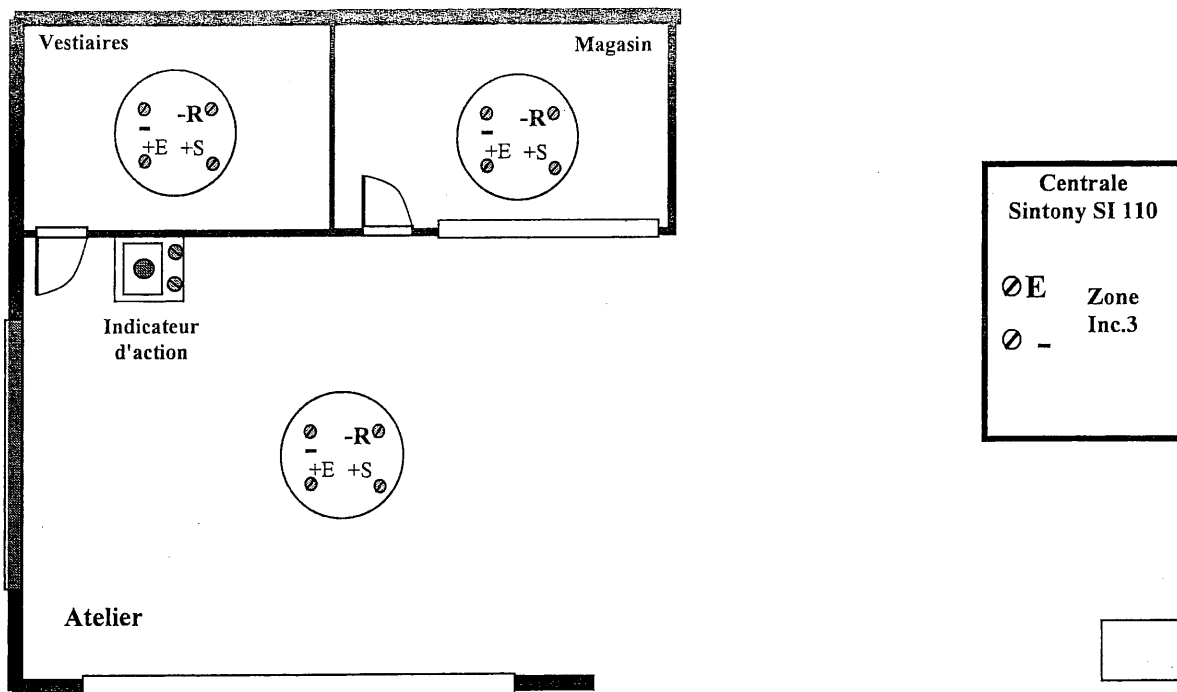 Vestiaires
-R
-
+E +S
Magasin
-R
-
+E +S
Indicateur
d'action
-R
-
+E +S
Atelier
Centrale
Sintony SI 110
E
-
Zone
Inc.3